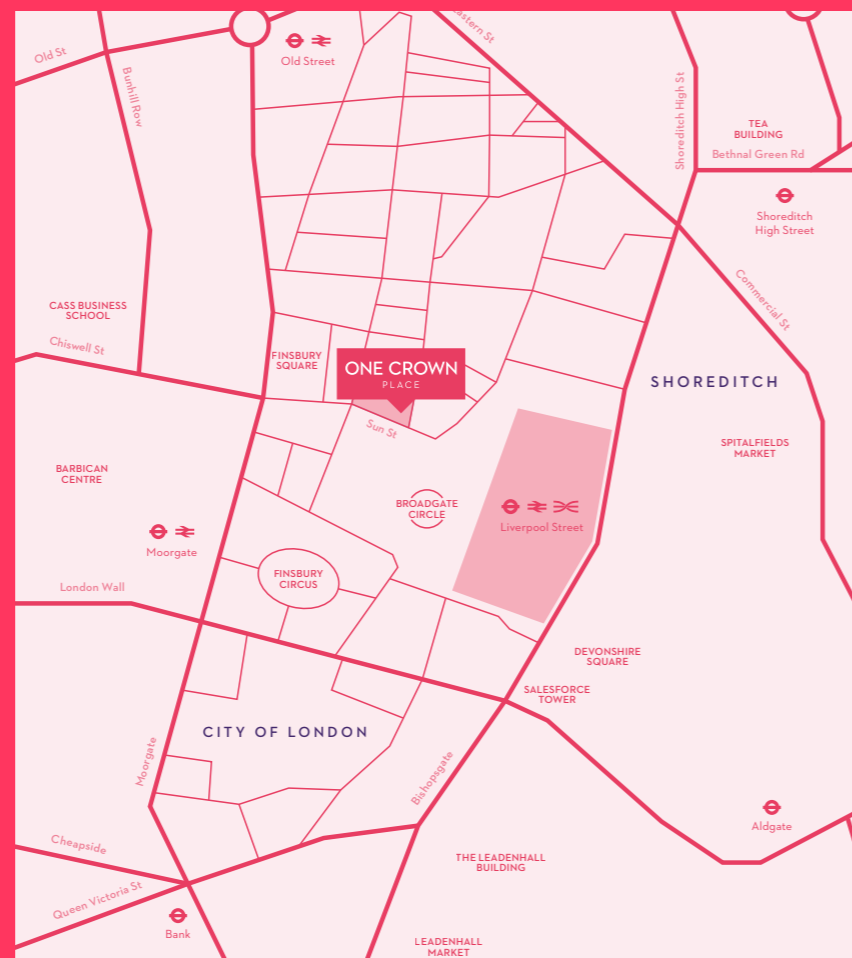 Old St
Bunhill Row
Old Street
astern St
Shoreditch High St
TEA
BUILDING
Bethnal Green Rd
Shoreditch
High Street
Commercial St
CASS BUSINESS
SCHOOL
Chiswell St
FINSBURY
SQUARE
ONE CROWN
PLACE
Sun St
SHOREDITCH
SPITALFIELDS
MARKET
BARBICAN
CENTRE
BROADGATE
CIRCLE
Liverpool Street
Moorgate
FINSBURY
CIRCUS
London Wall
DEVONSHIRE
SQUARE
SALESFORCE
TOWER
CITY OF LONDON
Moorgate
Bishopsgate
Aldgate
Cheapside
THE LEADENHALL
BUILDING
Queen Victoria St
Bank
LEADENHALL
MARKET